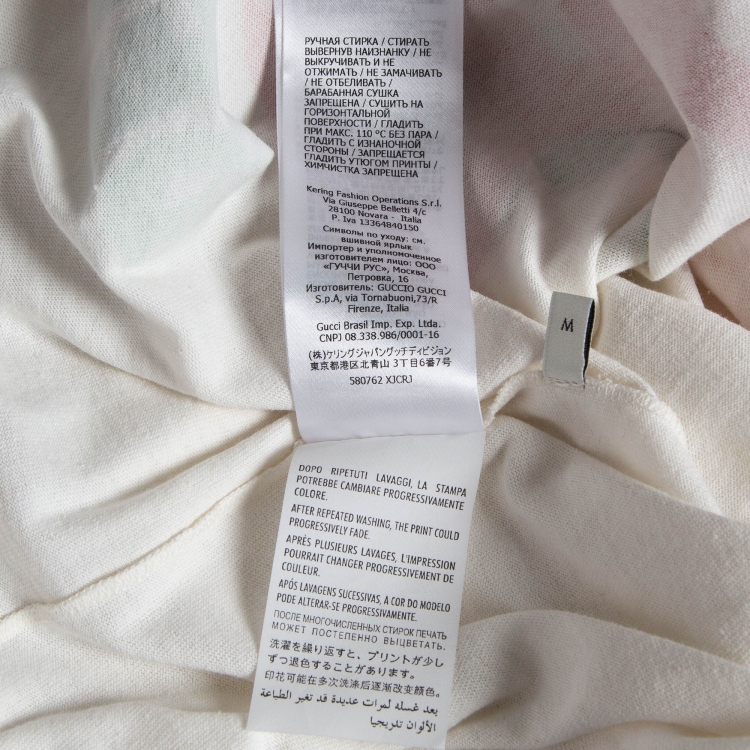 РУЧНАЯ СТИРКА / СТИРАТЬ
ВЫВЕРНУВ НАИЗНАНКУ / НЕ
ВЫКРУЧИВАТЬ И НЕ
ОТЖИМАТЬ / НЕ ЗАМАЧИВАТЬ
/ НЕ ОТБЕЛИВАТЬ /
БАРАБАННАЯ СУШКА
ЗАПРЕЩЕНА / СУШИТЬ НА
ГОРИЗОНТАЛЬНОЙ
ПОВЕРХНОСТИ / ГЛАДИТЬ
ПРИ МАКС. 110 °C БЕЗ ПАРА /
ГЛАДИТЬ С ИЗНАНОЧНОЙ
СТОРОНЫ / ЗАПРЕЩАЕТСЯ
ГЛАДИТЬ УТЮГОМ ПРИНТЫ /
ХИМЧИСТКА ЗАПРЕЩЕНА
Kering Fashion Operations S.r.l.
Via Giuseppe Belletti 4/c
28100 Novara - Italia
P. Iva 13364840150
Символы по уходу: см.
вшивной ярлык
Импортер и уполномоченное
изготовителем лицо: ООО
«ГУЧЧИ РУС», Москва,
Петровка, 16
Изготовитель: GUCCIO GUCCI
S.p.A, via Tornabuoni,73/R
Firenze, Italia
Gucci Brasil Imp. Exp. Ltda.
CNPJ 08.338.986/0001-16
(株)ケリングジャパングッチディビジョン
東京都港区北青山 3丁目6番7号
580762 XJCRJ
M
DOPO RIPETUTI LAVAGGI, LA STAMPA
POTREBBE CAMBIARE PROGRESSIVAMENTE
COLORE.
AFTER REPEATED WASHING, THE PRINT COULD
PROGRESSIVELY FADE.
APRÈS PLUSIEURS LAVAGES, L'IMPRESSION
POURRAIT CHANGER PROGRESSIVEMENT DE
COULEUR.
APÓS LAVAGENS SUCESSIVAS, A COR DO MODELO
PODE ALTERAR-SE PROGRESSIVAMENTE.
ПОСЛЕ МНОГОЧИСЛЕННЫХ СТИРОК ПЕЧАТЬ
МОЖЕТ ПОСТЕПЕННО ВЫЦВЕТАТЬ.
洗濯を繰り返すと、プリントが少し
ずつ退色することがあります。
印花可能在多次洗涤后逐渐改变颜色。
بعد غسله لمرات عديدة قد تغير الطباعة
الألوان تدريجيا